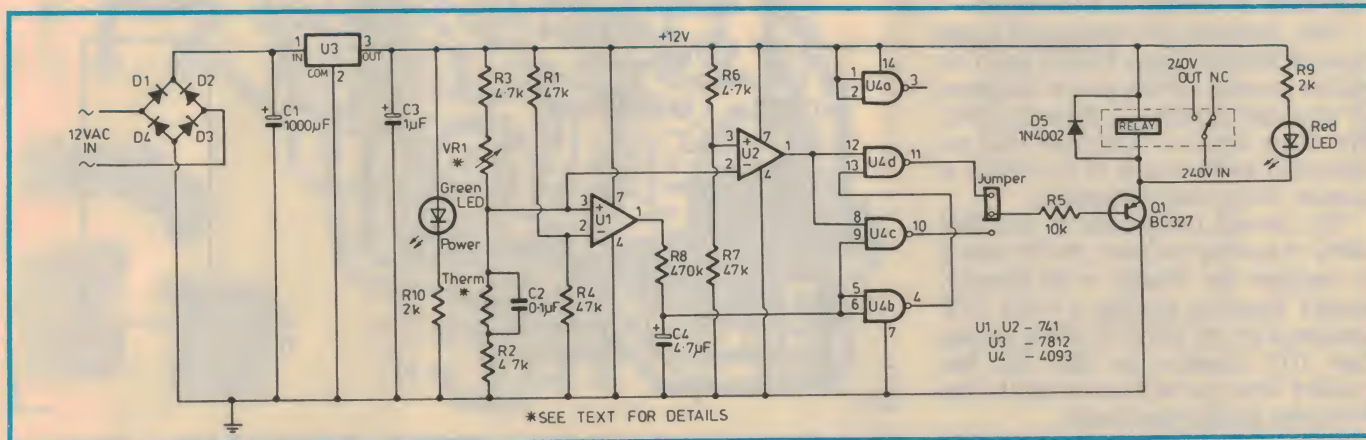 +12V
1
IN
U3
3
OUT
COM
2
D1
D2
D4
D3
12VAC
IN
C1
1000µF
C3
1µF
Green
LED
Power
R10
2k
R3
4·7k
VR1
*
Therm*
C2
0·1µF
R2
4·7k
R1
47k
R4
47k
3
+
2
−
U1
7
1
4
R8
470k
C4
4·7µF
R6
4·7k
R7
47k
3
+
2
−
U2
7
1
4
1
2
U4a
14
3
12
13
U4d
11
8
9
U4c
10
5
6
U4b
4
7
Jumper
R5
10k
Q1
BC327
D5
1N4002
RELAY
240V
OUT N.C
240V IN
R9
2k
Red
LED
U1, U2 – 741
U3 – 7812
U4 – 4093
*SEE TEXT FOR DETAILS